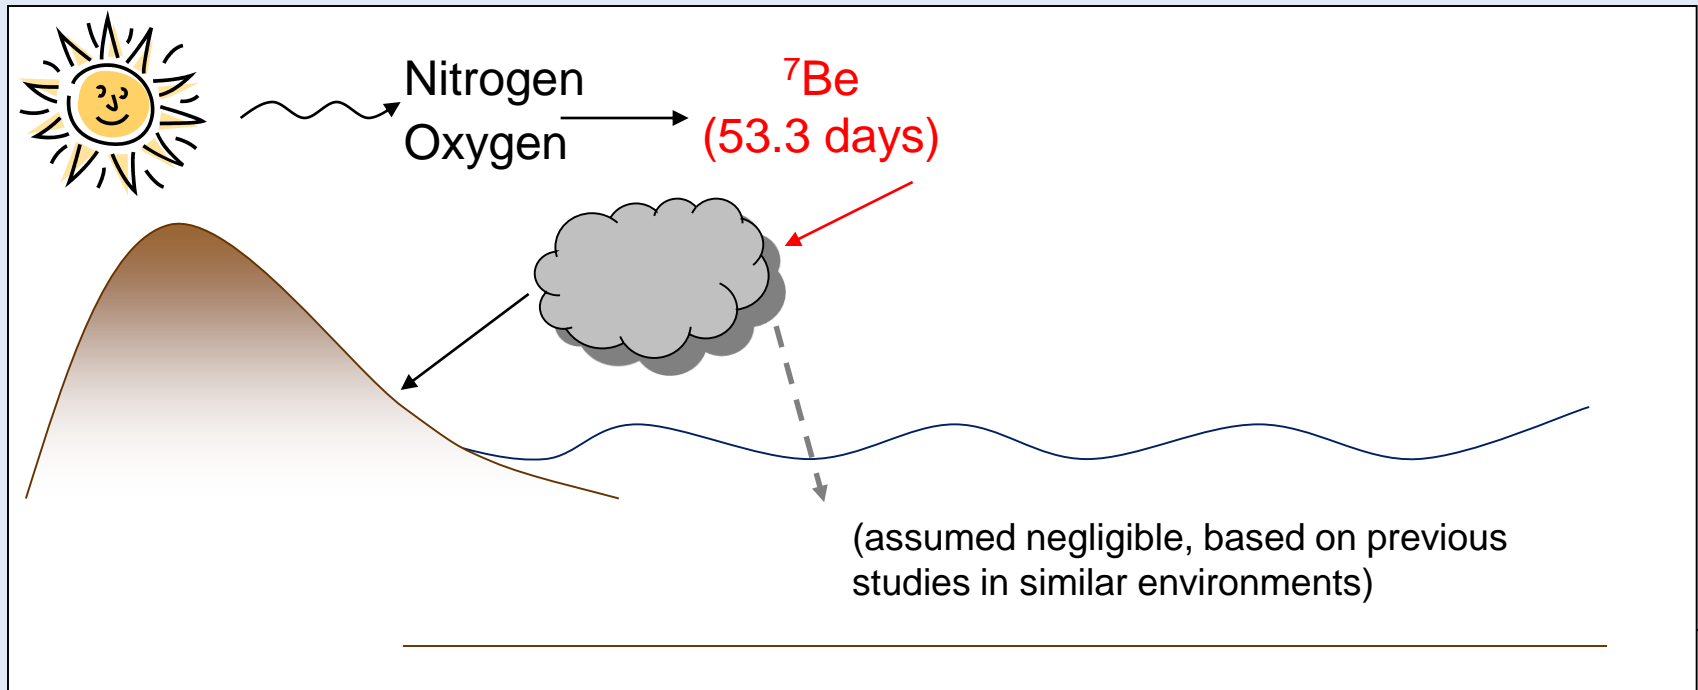 Nitrogen
Oxygen
⁷Be
(53.3 days)
(assumed negligible, based on previous
studies in similar environments)